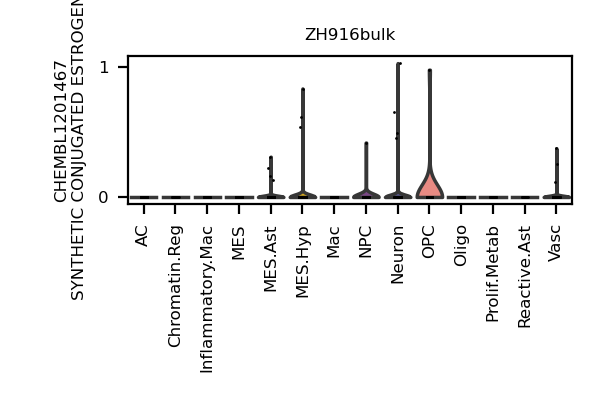 ZH916bulk
CHEMBL1201467
SYNTHETIC CONJUGATED ESTROGEN
1
0
AC
Chromatin.Reg
Inflammatory.Mac
MES
MES.Ast
MES.Hyp
Mac
NPC
Neuron
OPC
Oligo
Prolif.Metab
Reactive.Ast
Vasc